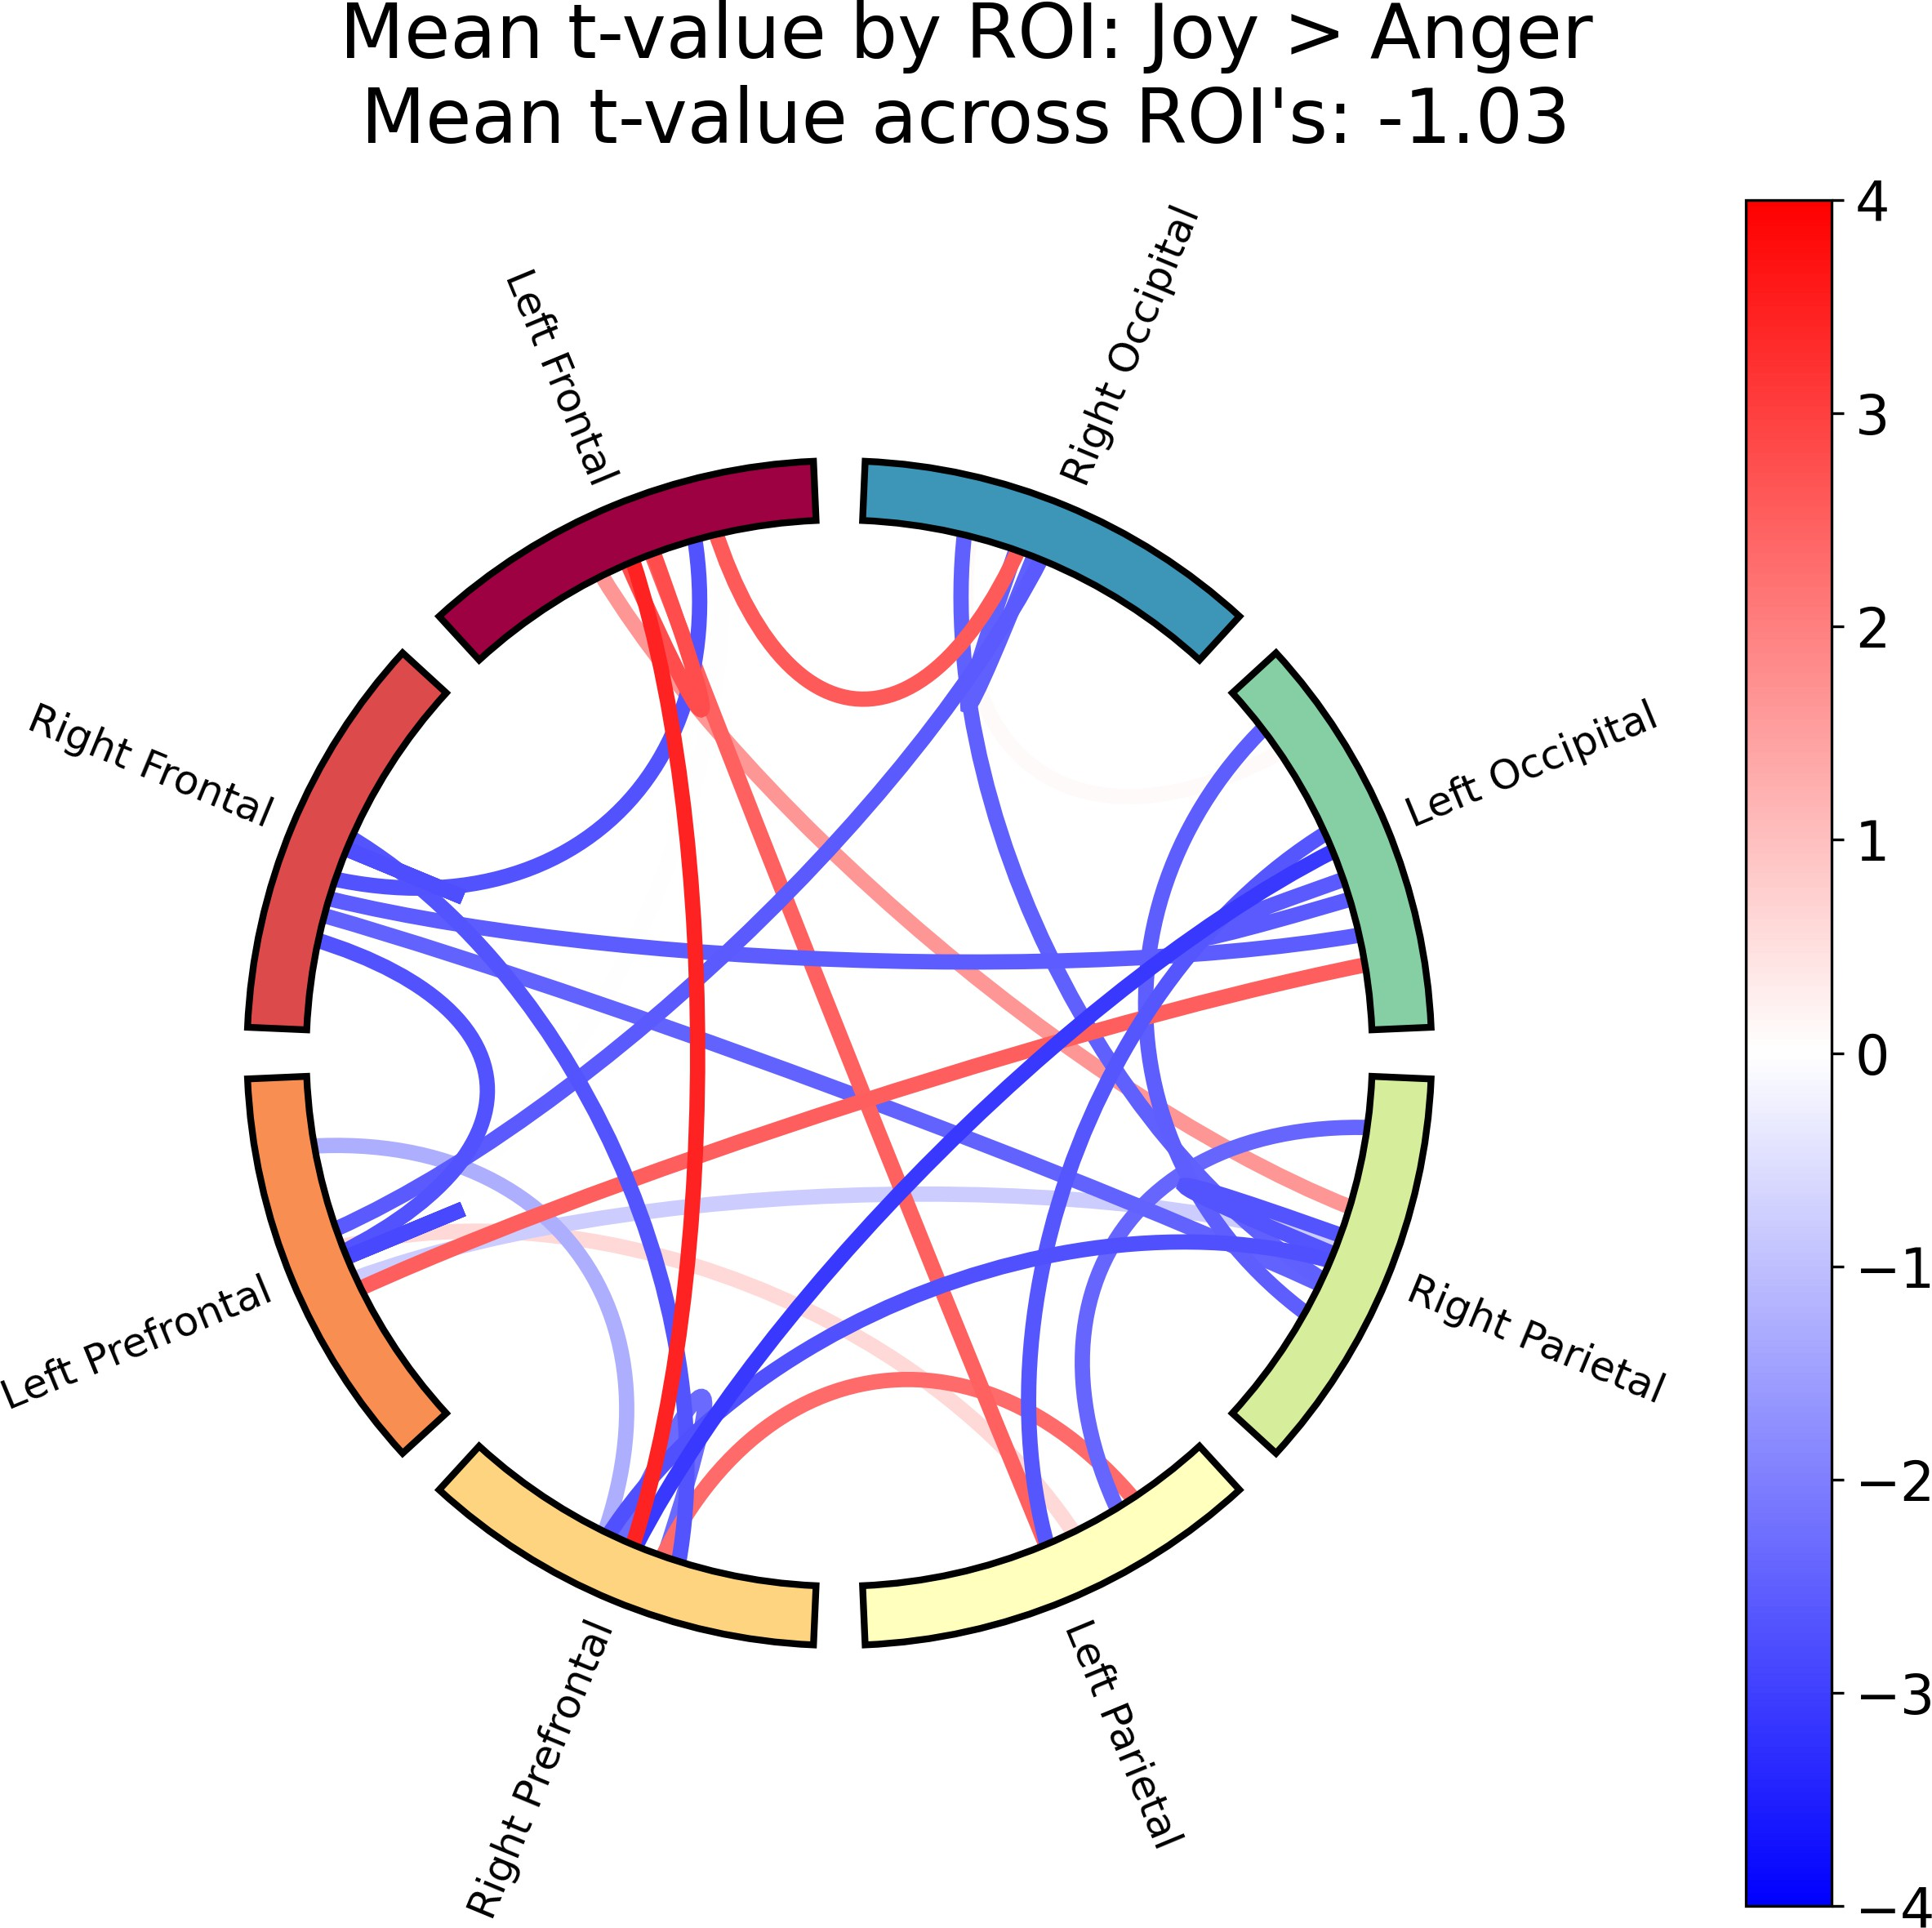 Mean t-value by ROI: Joy > Anger
Mean t-value across ROI's: -1.03
Left Frontal
Right Occipital
Right Frontal
Left Occipital
Left Prefrontal
Right Parietal
Right Prefrontal
Left Parietal
4
3
2
1
0
−1
−2
−3
−4